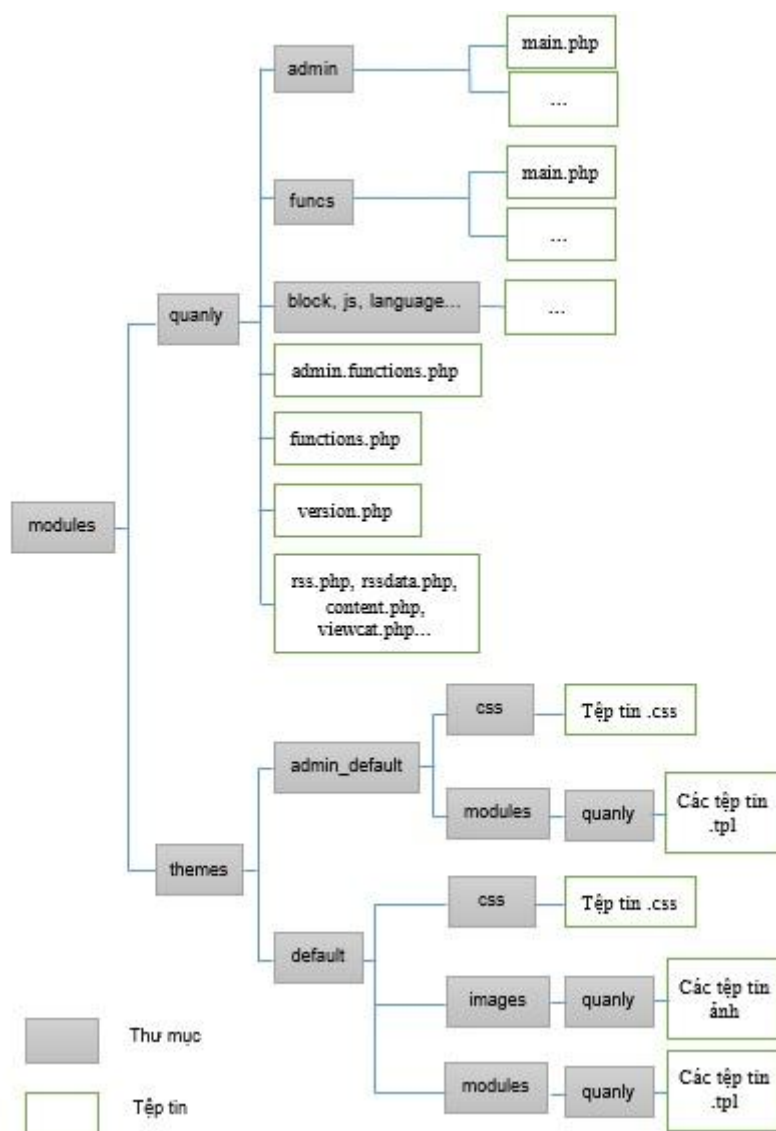 main.php
admin
...
main.php
funcs
...
quanly
block, js, language...
...
admin.functions.php
functions.php
modules
version.php
rss.php, rssdata.php,
content.php,
viewcat.php...
css
Tệp tin .css
admin_default
modules
quanly
Các tệp tin
.tpl
themes
css
Tệp tin .css
default
images
quanly
Các tệp tin
ảnh
Thư mục
modules
quanly
Các tệp tin
.tpl
Tệp tin